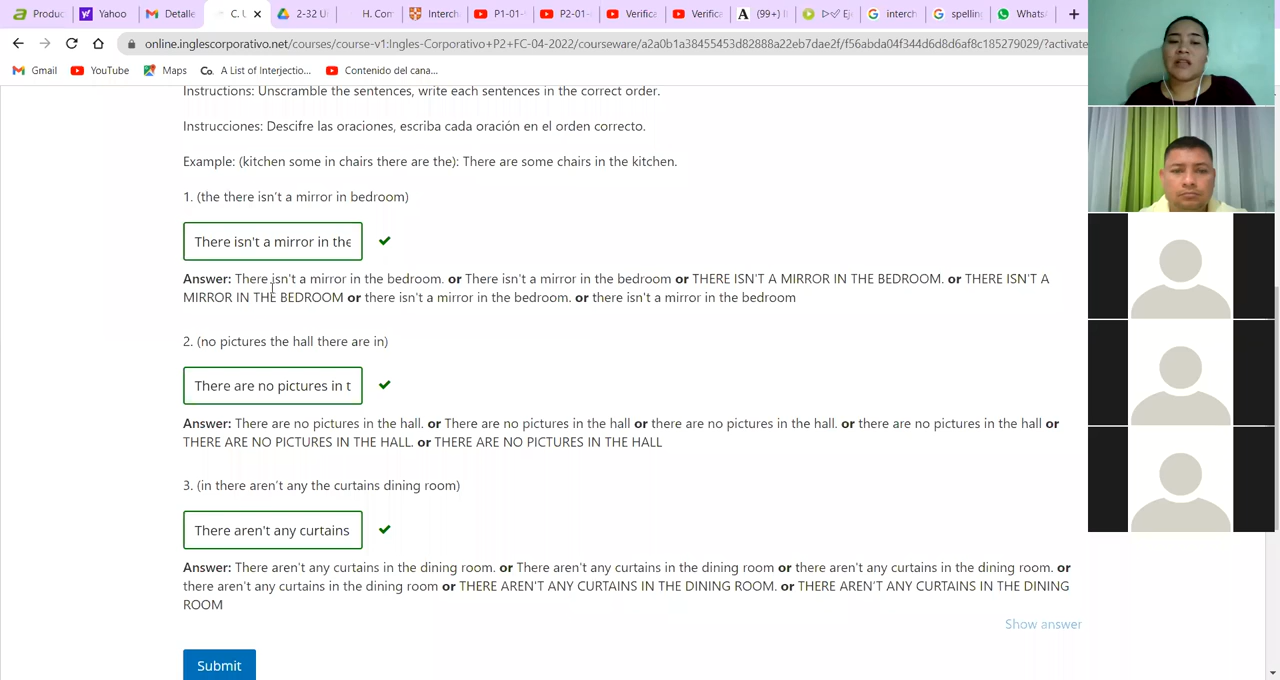 Produc
Yahoo
Detalle
C. U
2-32 U
H. Com
Interch
P1-01-
P2-01-
Verifica
Verifica
(99+)
interch
spelling
Whats
online.inglescorporativo.net/courses/course-v1:Ingles-Corporativo+P2+FC-04-2022/courseware/a2a0b1a38455453d82888a22eb7dae2f/f56abda04f344d6d8d6af8c185279029/?activate
Gmail
YouTube
Maps
Co. A List of Interjectio...
Contenido del cana...
Instructions: Unscramble the sentences, write each sentences in the correct order.
Instrucciones: Descifre las oraciones, escriba cada oración en el orden correcto.
Example: (kitchen some in chairs there are the): There are some chairs in the kitchen.
1. (the there isn't a mirror in bedroom)
There isn't a mirror in the
Answer: There isn't a mirror in the bedroom. or There isn't a mirror in the bedroom or THERE ISN'T A MIRROR IN THE BEDROOM. or THERE ISN'T A
MIRROR IN THE BEDROOM or there isn't a mirror in the bedroom. or there isn't a mirror in the bedroom
2. (no pictures the hall there are in)
There are no pictures in t
Answer: There are no pictures in the hall. or There are no pictures in the hall or there are no pictures in the hall. or there are no pictures in the hall or
THERE ARE NO PICTURES IN THE HALL. or THERE ARE NO PICTURES IN THE HALL
3. (in there aren't any the curtains dining room)
There aren't any curtains
Answer: There aren't any curtains in the dining room. or There aren't any curtains in the dining room or there aren't any curtains in the dining room. or
there aren't any curtains in the dining room or THERE AREN'T ANY CURTAINS IN THE DINING ROOM. or THERE AREN'T ANY CURTAINS IN THE DINING
ROOM
Show answer
Submit